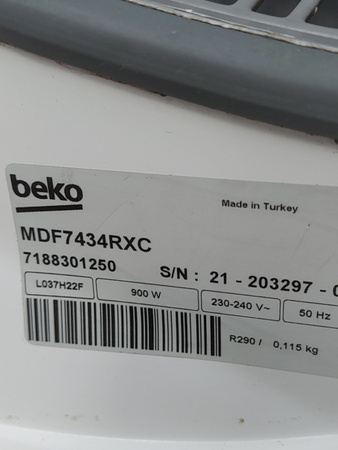 beko
Made in Turkey
MDF7434RXC
7188301250 S/N : 21 - 203297 -
L037H22F 900 W 230-240 V~ 50 Hz
R290 / 0,115 kg